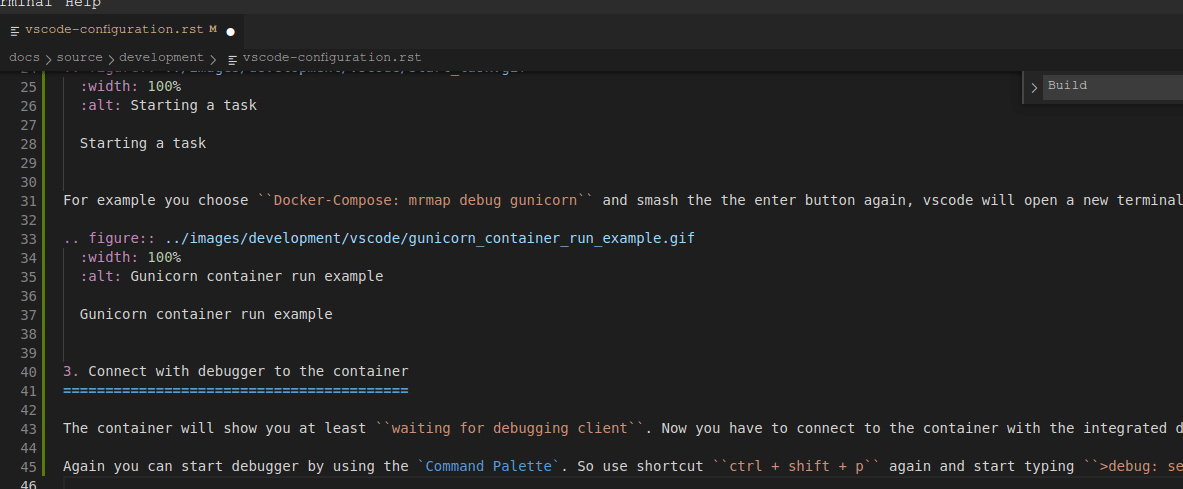 rminal Help
vscode-configuration.rst M
docs > source > development > vscode-configuration.rst
25 :width: 100%
Build
26 :alt: Starting a task
27
28 Starting a task
29
30
31 For example you choose ``Docker-Compose: mrmap debug gunicorn`` and smash the the enter button again, vscode will open a new terminal
32
33 .. figure:: ../images/development/vscode/gunicorn_container_run_example.gif
34 :width: 100%
35 :alt: Gunicorn container run example
36
37 Gunicorn container run example
38
39
40 3. Connect with debugger to the container
41 =========================================
42
43 The container will show you at least ``waiting for debugging client``. Now you have to connect to the container with the integrated d
44
45 Again you can start debugger by using the `Command Palette`. So use shortcut ``ctrl + shift + p`` again and start typing ``>debug: se
46